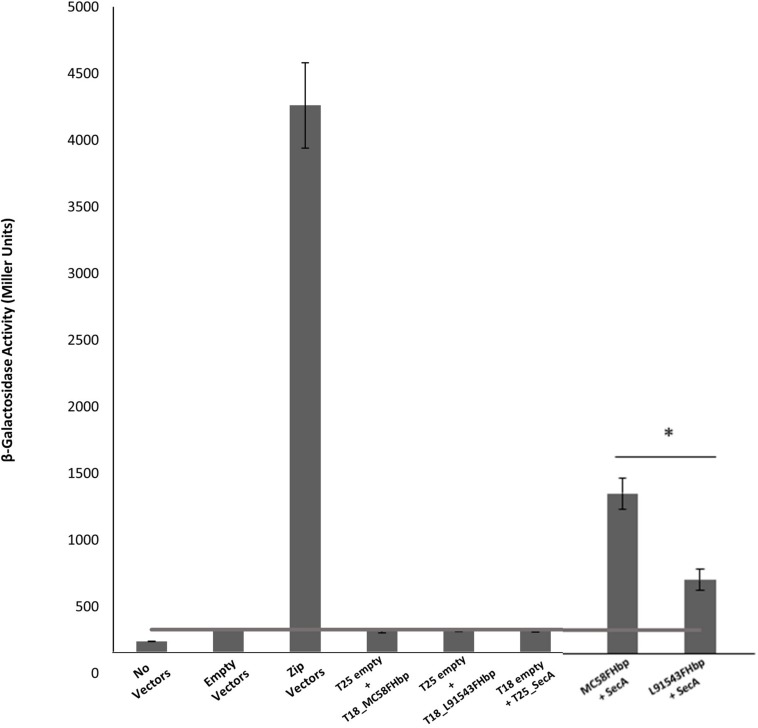 5000
4500
4000
3500
3000
2500
2000
1500
1000
500
0
β-Galactosidase Activity (Miller Units)
*
No
Vectors
Empty
Vectors
Zip
Vectors
T25 empty
+
T18_MC58FHbp
T25 empty
+
T18_L91543FHbp
T18 empty
+ T25_SecA
MC58FHbp
+ SecA
L91543FHbp
+ SecA